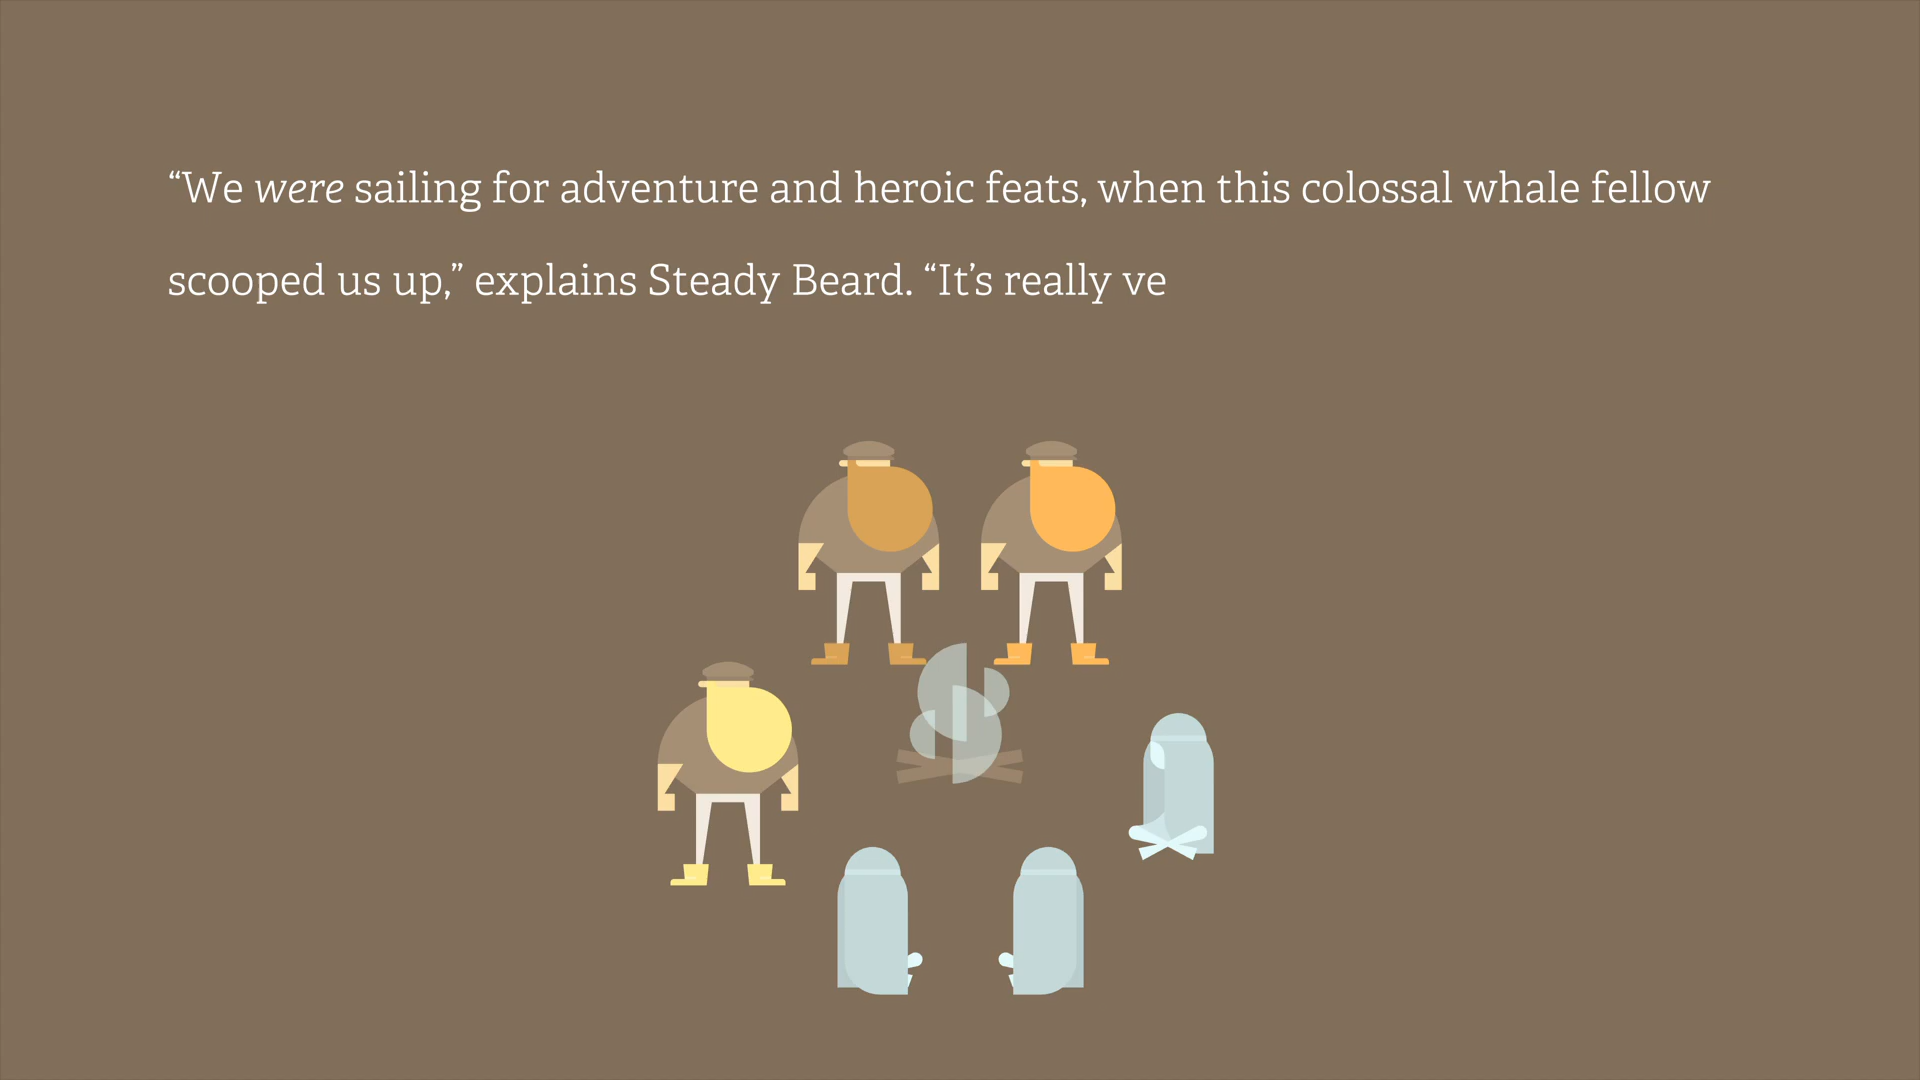 “We were sailing for adventure and heroic feats, when this colossal whale fellow
scooped us up,” explains Steady Beard. “It’s really ve